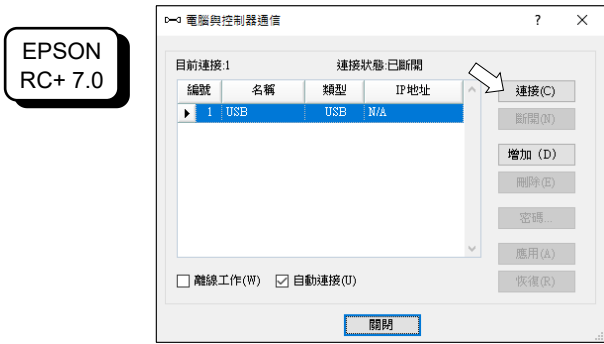 EPSON
RC+ 7.0
電腦與控制器通信
目前連接:1
連接狀態:已斷開
編號 名稱 類型 IP地址
1 USB USB N/A
連接(C)
斷開(N)
增加 (D)
刪除(E)
密碼...
應用(A)
恢復(R)
離線工作(W) 自動連接(U)
關閉